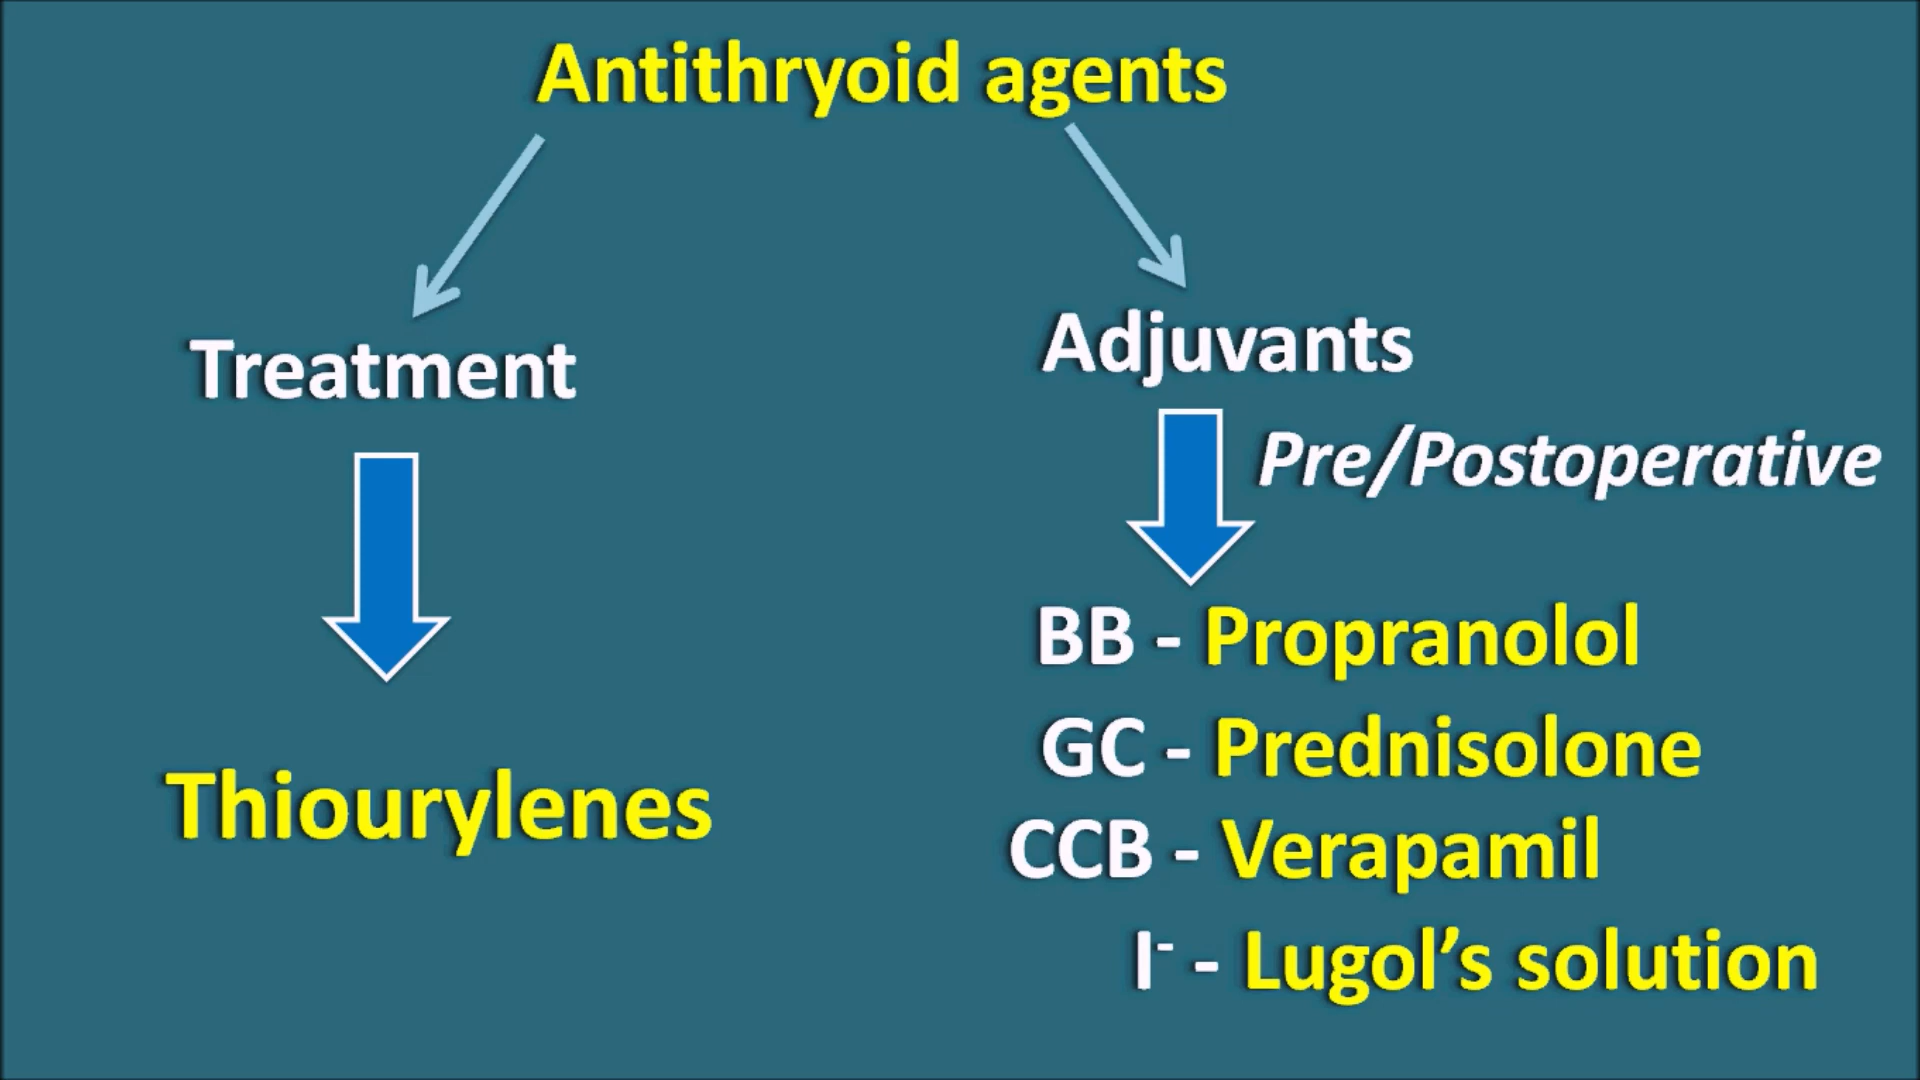 Antithryoid agents
Treatment
Adjuvants
Pre/Postoperative
Thiourylenes
BB - Propranolol
GC - Prednisolone
CCB - Verapamil
I⁻ - Lugol’s solution